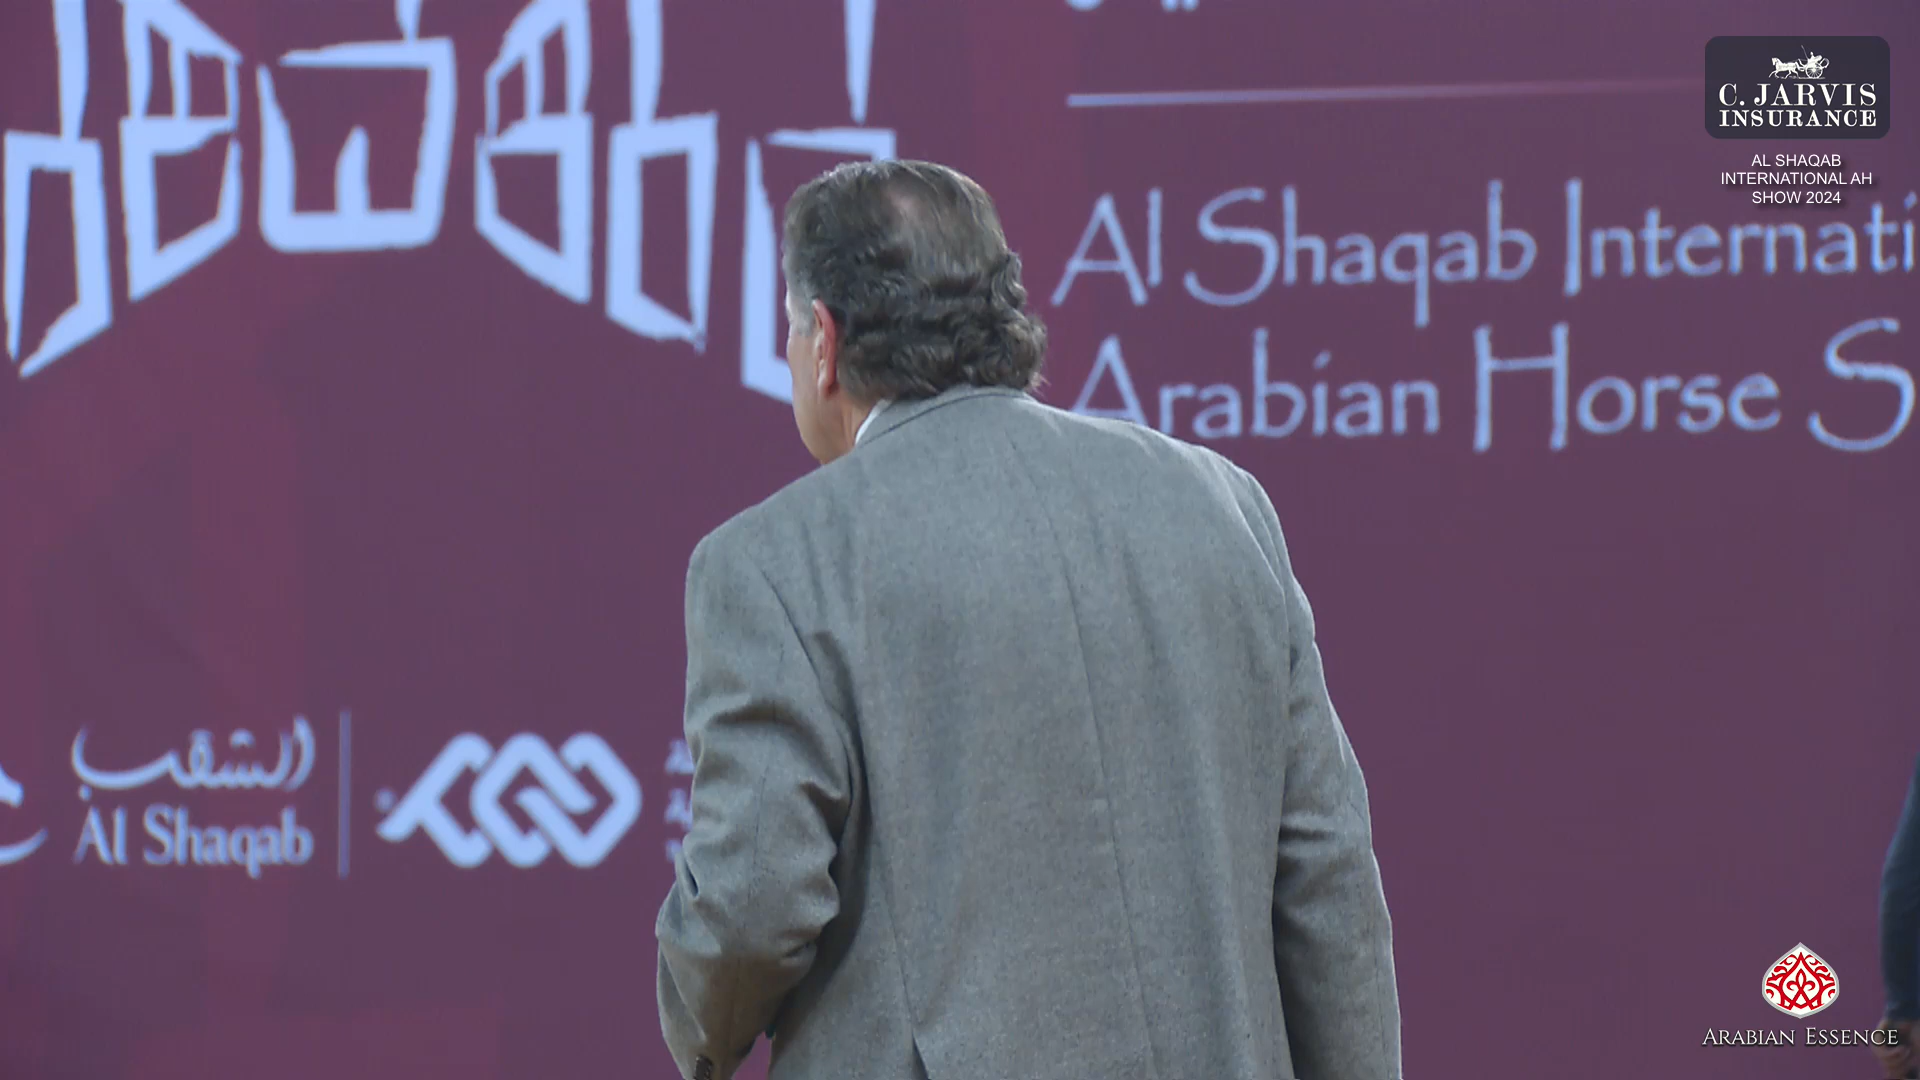 C. JARVIS
INSURANCE
AL SHAQAB
INTERNATIONAL AH
SHOW 2024
Al Shaqab Internati
Arabian Horse S
الشقب
Al Shaqab
ARABIAN ESSENCE